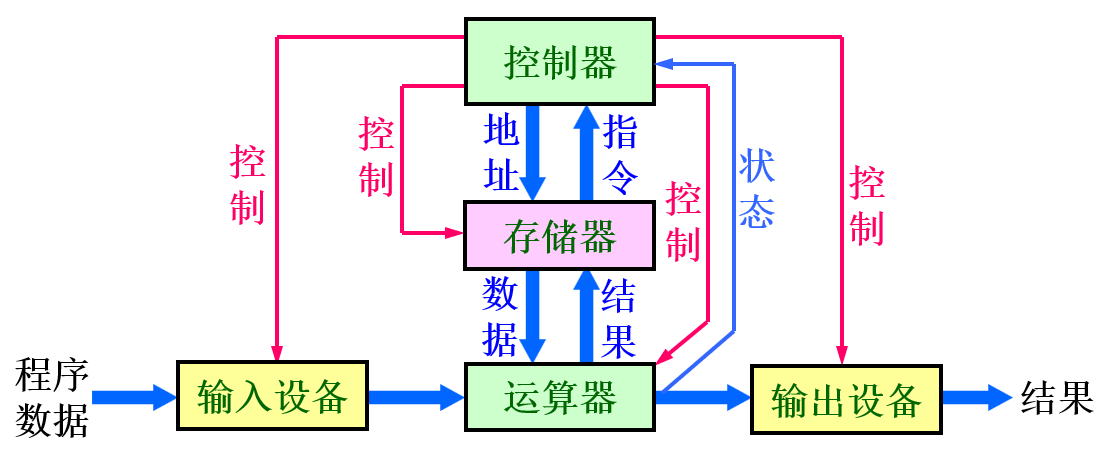 控制器
地址
指令
控制
控制
控制
状态
控制
存储器
数据
结果
程序
数据
输入设备
运算器
输出设备
结果